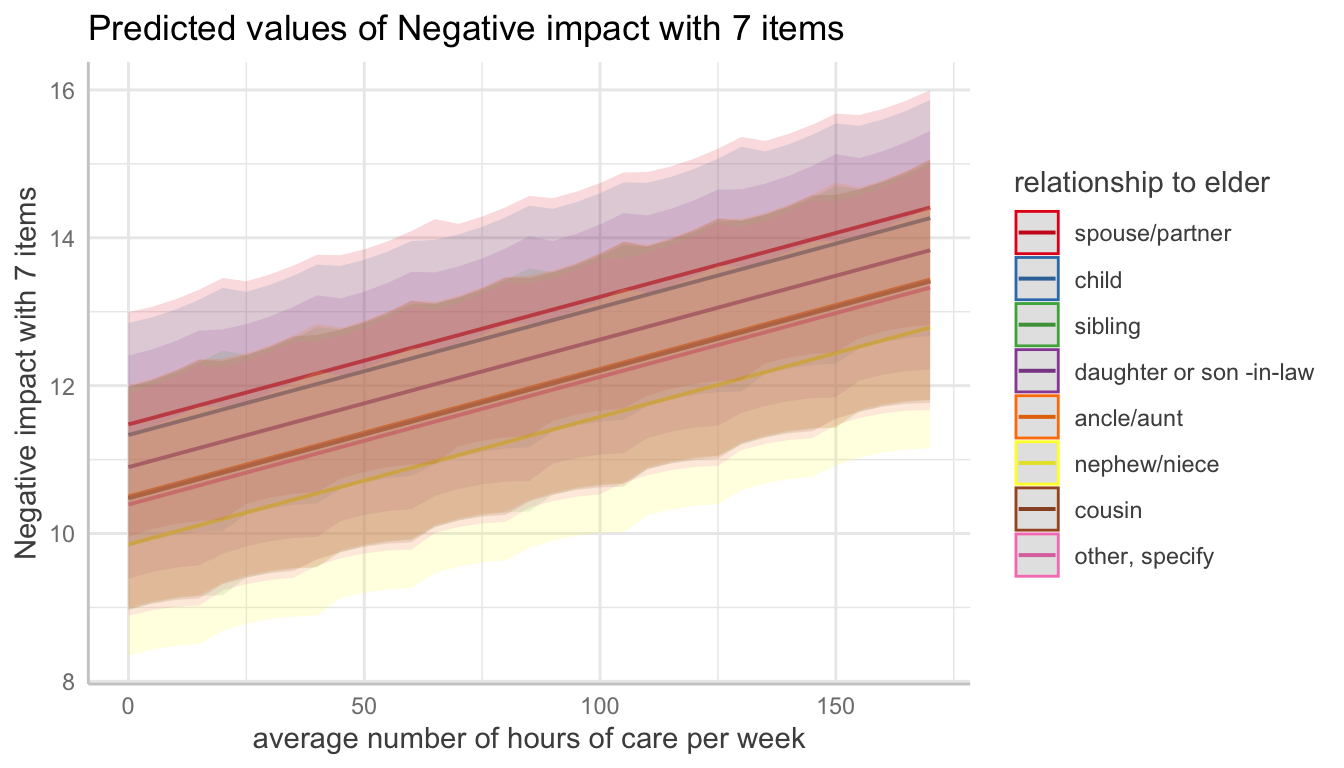 Predicted values of Negative impact with 7 items
Negative impact with 7 items
16
14
12
10
8
0
50
100
150
average number of hours of care per week
relationship to elder
spouse/partner
child
sibling
daughter or son -in-law
ancle/aunt
nephew/niece
cousin
other, specify